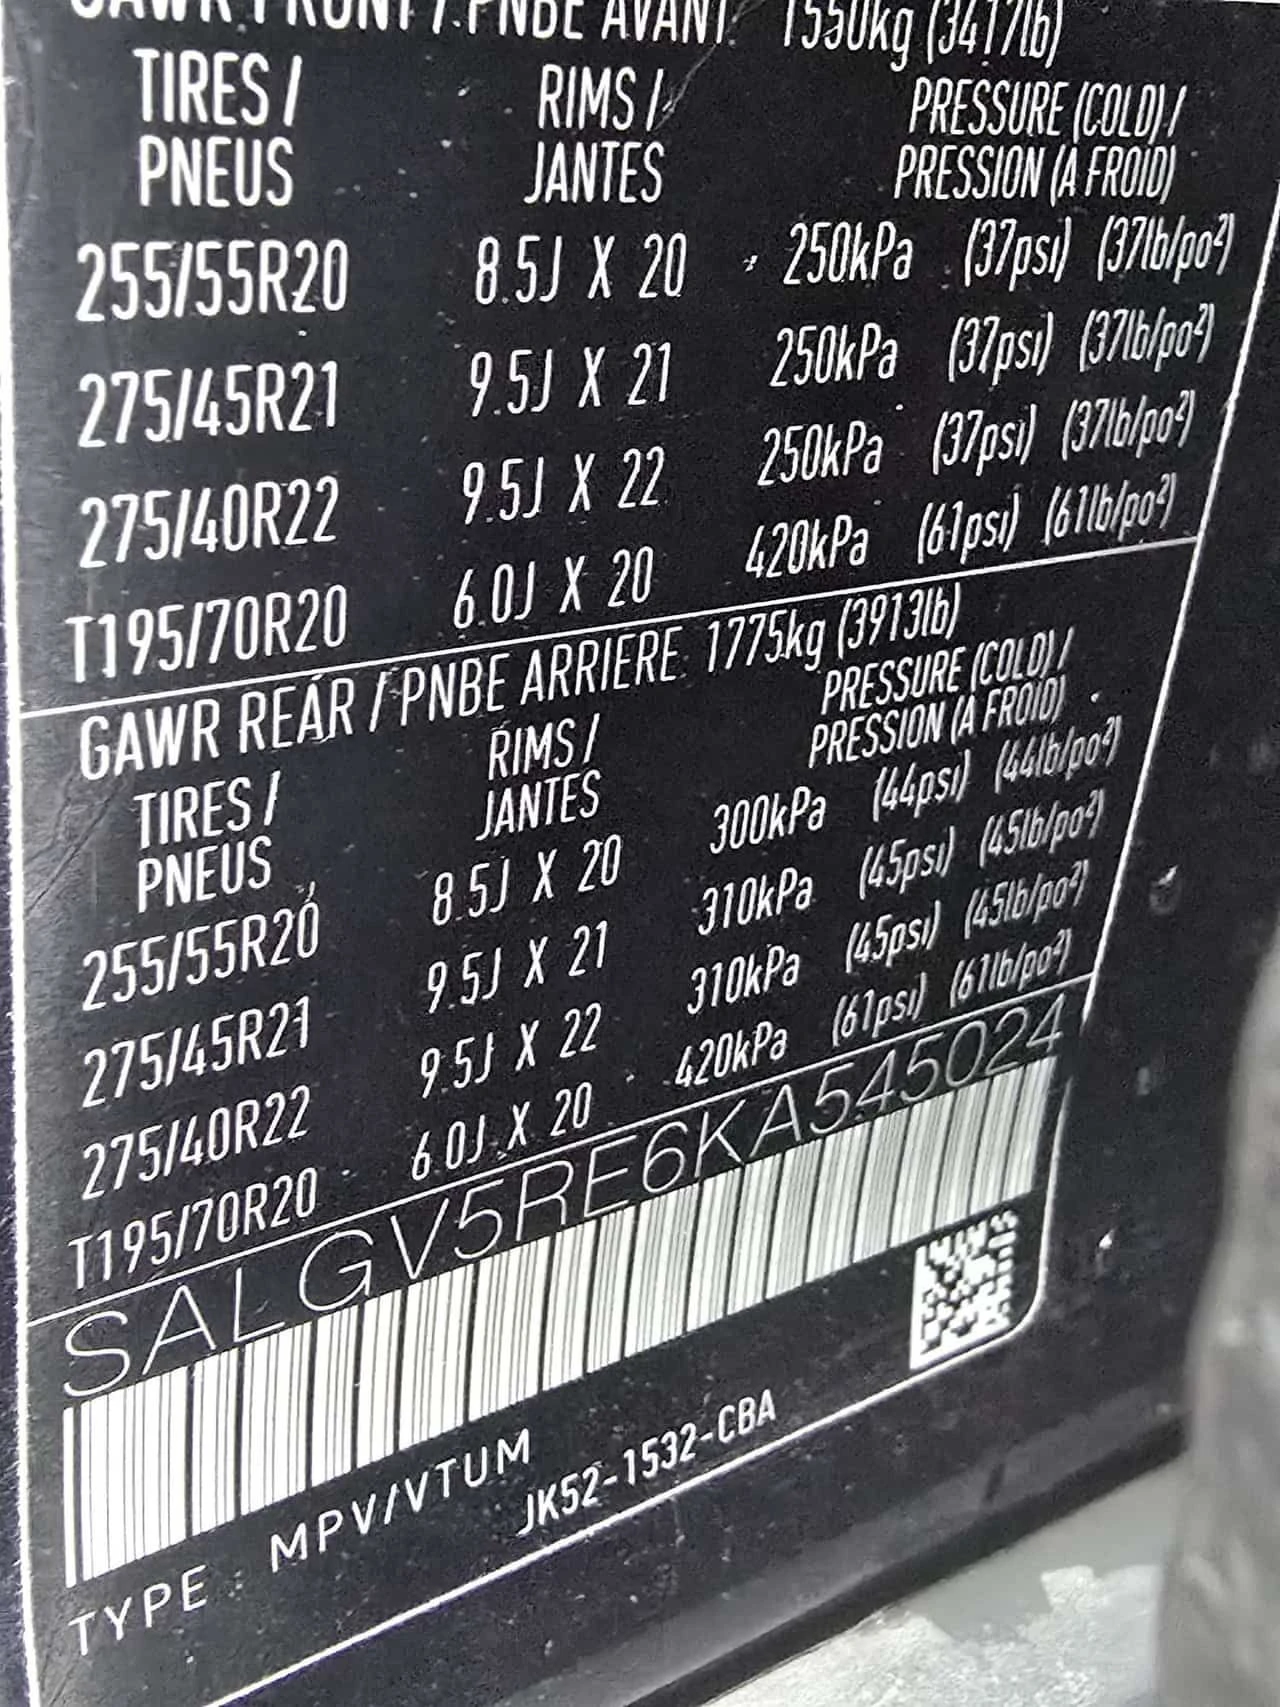 GAWR FRONT / PNBE AVANT: 1550kg (3417lb)
TIRES / PNEUS RIMS / JANTES PRESSURE (COLD) / PRESSION (A FROID)
255/55R20 8.5J X 20 250kPa (37psi) (37lb/po²)
275/45R21 9.5J X 21 250kPa (37psi) (37lb/po²)
275/40R22 9.5J X 22 250kPa (37psi) (37lb/po²)
T195/70R20 6.0J X 20 420kPa (61psi) (61lb/po²)
GAWR REAR / PNBE ARRIERE: 1775kg (3913lb)
TIRES / PNEUS RIMS / JANTES PRESSURE (COLD) / PRESSION (A FROID)
255/55R20 8.5J X 20 300kPa (44psi) (44lb/po²)
275/45R21 9.5J X 21 310kPa (45psi) (45lb/po²)
275/40R22 9.5J X 22 310kPa (45psi) (45lb/po²)
T195/70R20 6.0J X 20 420kPa (61psi) (61lb/po²)
SALGV5RE6KA545024
TYPE : MPV/VTUM
JK52-1532-CBA